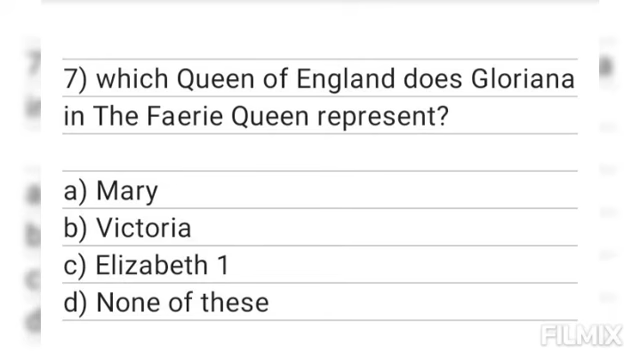 7) which Queen of England does Gloriana
in The Faerie Queen represent?
a) Mary
b) Victoria
c) Elizabeth 1
d) None of these
FILMIX